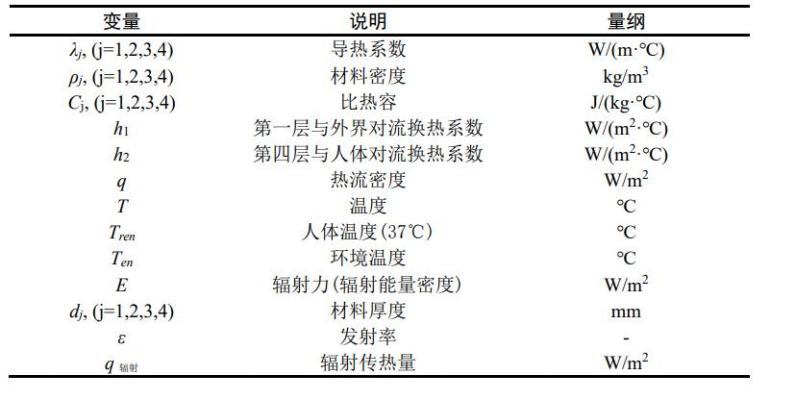 变量 说明 量纲
λj, (j=1,2,3,4) 导热系数 W/(m·℃)
ρj, (j=1,2,3,4) 材料密度 kg/m³
Cj, (j=1,2,3,4) 比热容 J/(kg·℃)
h1 第一层与外界对流换热系数 W/(m²·℃)
h2 第四层与人体对流换热系数 W/(m²·℃)
q 热流密度 W/m²
T 温度 ℃
Tren 人体温度(37℃) ℃
Ten 环境温度 ℃
E 辐射力(辐射能量密度) W/m²
dj, (j=1,2,3,4) 材料厚度 mm
ε 发射率 -
q 辐射 辐射传热量 W/m²